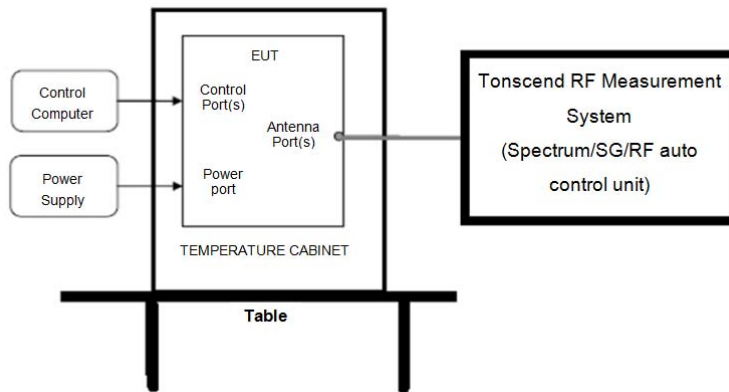 EUT
Control
Computer
Control
Port(s)
Antenna
Port(s)
Power
Supply
Power
port
TEMPERATURE CABINET
Table
Tonscend RF Measurement
System
(Spectrum/SG/RF auto
control unit)